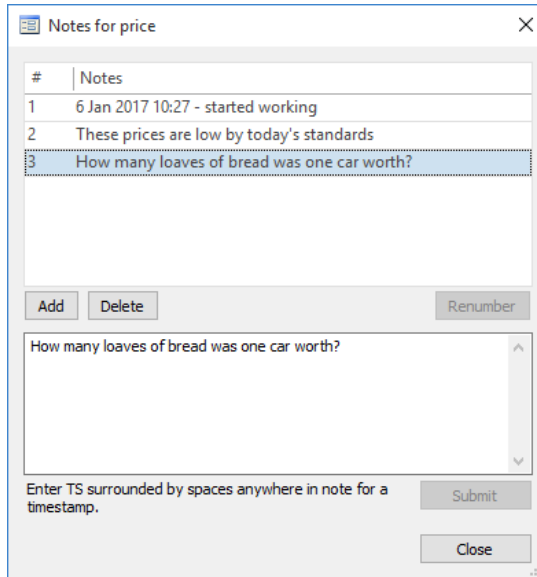 Notes for price
# Notes
1 6 Jan 2017 10:27 - started working
2 These prices are low by today's standards
3 How many loaves of bread was one car worth?
Add Delete Renumber
How many loaves of bread was one car worth?
Enter TS surrounded by spaces anywhere in note for a
timestamp.
Submit
Close